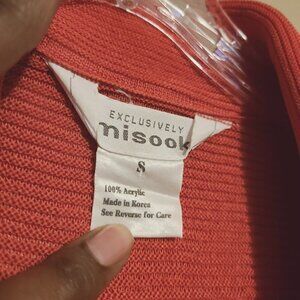 EXCLUSIVELY
misook
S
100% Acrylic
Made in Korea
See Reverse for Care